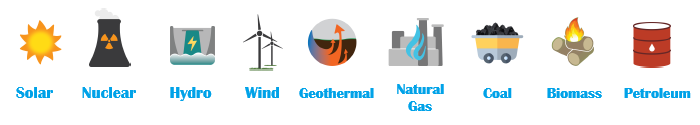 Solar
Nuclear
Hydro
Wind
Geothermal
Natural
Gas
Coal
Biomass
Petroleum